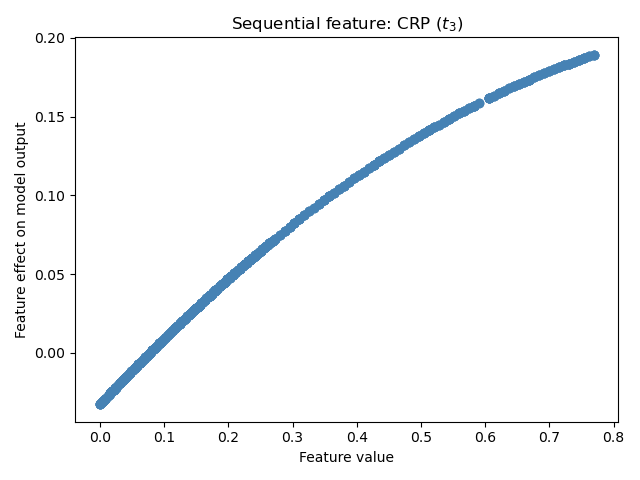 Sequential feature: CRP (t₃)
Feature effect on model output
0.20
0.15
0.10
0.05
0.00
0.0 0.1 0.2 0.3 0.4 0.5 0.6 0.7 0.8
Feature value